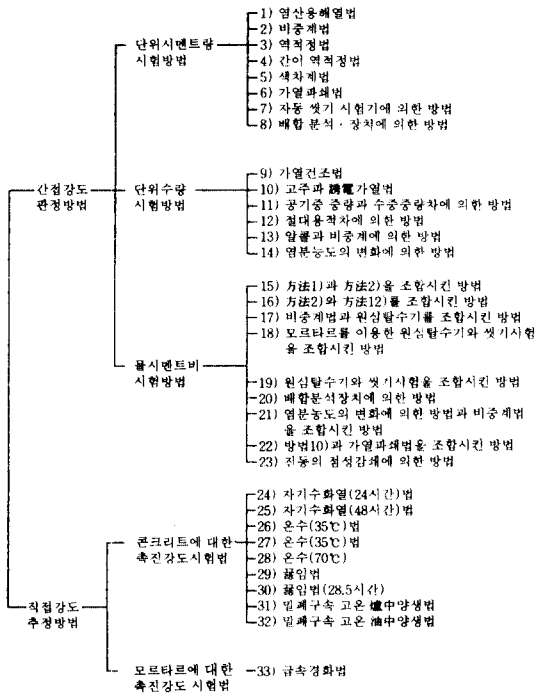 간접강도
판정방법
단위시멘트량
시험방법
1) 염산용해열법
2) 비중계법
3) 역적정법
4) 간이 역적정법
5) 색차계법
6) 가열파쇄법
7) 자동 씻기 시험기에 의한 방법
8) 배합 분석·장치에 의한 방법
단위수량
시험방법
9) 가열건조법
10) 고주파 誘電가열법
11) 공기중 중량과 수중중량차에 의한 방법
12) 절대용적차에 의한 방법
13) 알콜과 비중계에 의한 방법
14) 염분농도의 변화에 의한 방법
물시멘트비
시험방법
15) 方法1)과 方法2)을 조합시킨 방법
16) 方法2)와 方法12)를 조합시킨 방법
17) 비중계법과 원심탈수기를 조합시킨 방법
18) 모르타르를 이용한 원심탈수기와 씻기시험
을 조합시킨 방법
19) 원심탈수기와 씻기시험을 조합시킨 방법
20) 배합분석장치에 의한 방법
21) 염분농도의 변화에 의한 방법과 비중계법
을 조합시킨 방법
22) 방법10)과 가열파쇄법을 조합시킨 방법
23) 진동의 점성감쇄에 의한 방법
직접강도
추정방법
콘크리트에 대한
촉진강도시험법
24) 자기수화열(24시간)법
25) 자기수화열(48시간)법
26) 온수(35℃)법
27) 온수(35℃)법
28) 온수(70℃)
29) 끓임법
30) 끓임법(28.5시간)
31) 밀폐구속 고온 爐中양생법
32) 밀폐구속 고온 油中양생법
모르타르에 대한
촉진강도 시험법
33) 급속경화법